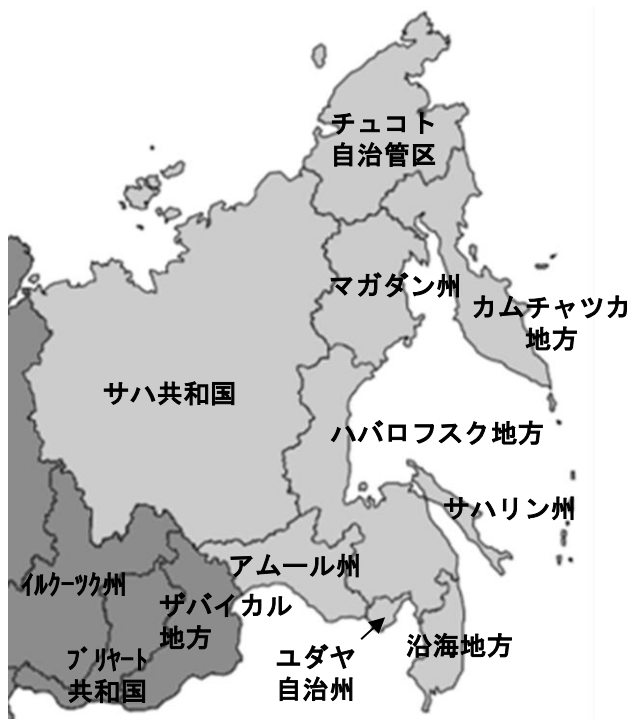 チュコト
自治管区
マガダン州
カムチャツカ
地方
サハ共和国
ハバロフスク地方
サハリン州
アムール州
ｲﾙｸｰﾂｸ州
ザバイカル
地方
ﾌﾞﾘﾔｰﾄ
共和国
ユダヤ
自治州
沿海地方